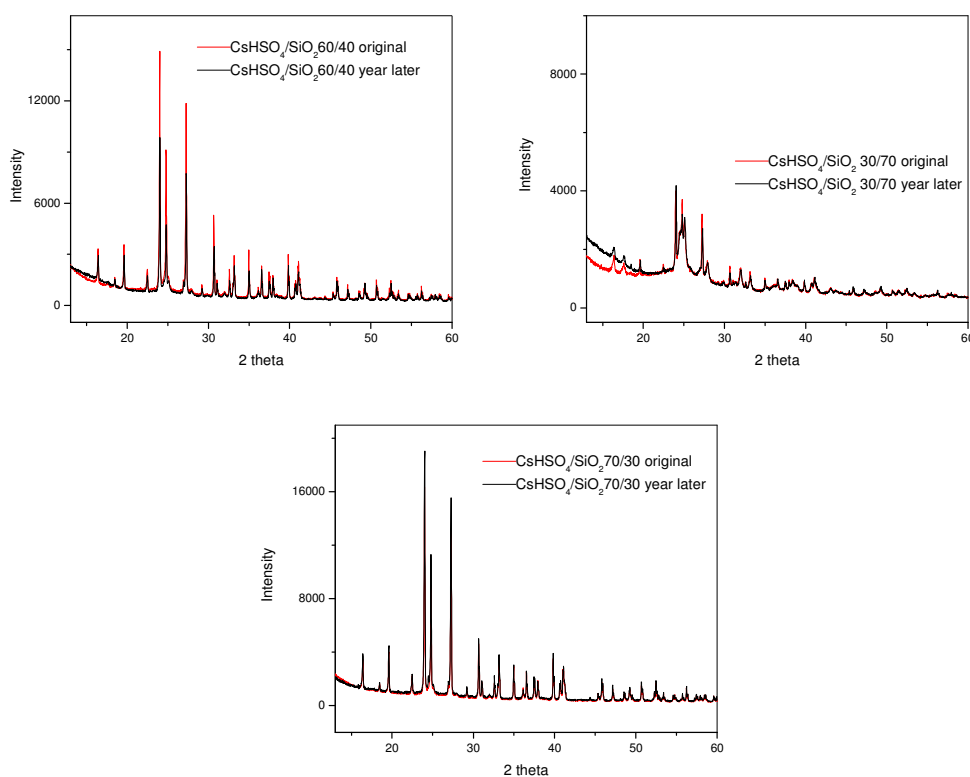 CsHSO₄/SiO₂60/40 original
CsHSO₄/SiO₂60/40 year later
12000
6000
0
Intensity
20 30 40 50 60
2 theta
CsHSO₄/SiO₂ 30/70 original
CsHSO₄/SiO₂ 30/70 year later
8000
4000
0
Intensity
20 30 40 50 60
2 theta
CsHSO₄/SiO₂70/30 original
CsHSO₄/SiO₂70/30 year later
16000
8000
0
Intensity
20 30 40 50 60
2 theta